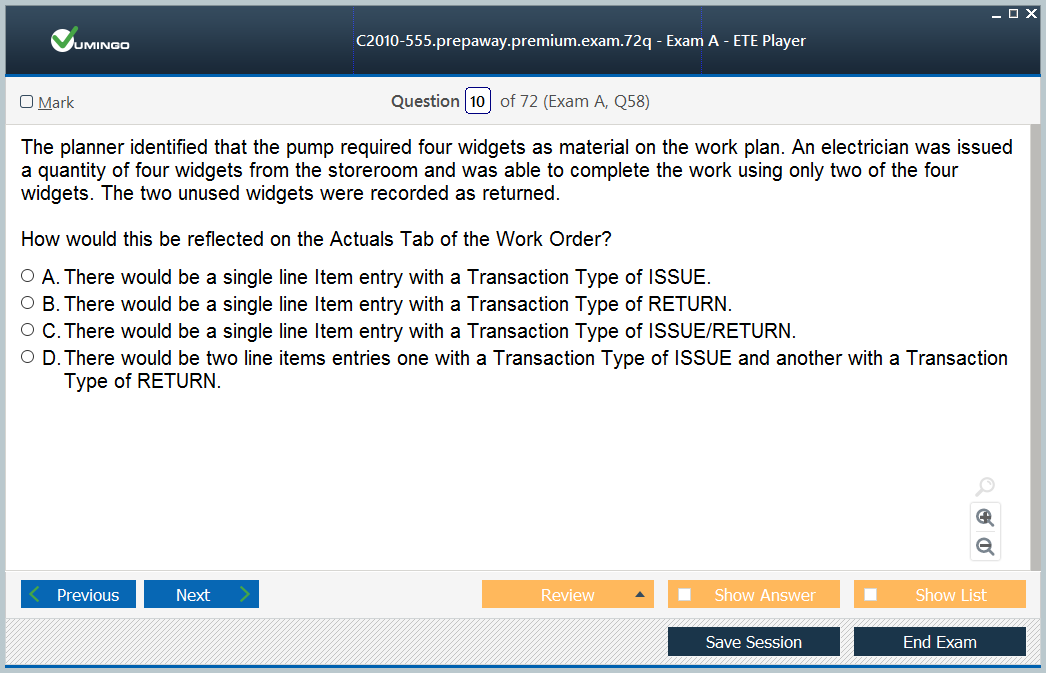 VUMINGO
C2010-555.prepaway.premium.exam.72q - Exam A - ETE Player
Mark
Question 10 of 72 (Exam A, Q58)
The planner identified that the pump required four widgets as material on the work plan. An electrician was issued
a quantity of four widgets from the storeroom and was able to complete the work using only two of the four
widgets. The two unused widgets were recorded as returned.
How would this be reflected on the Actuals Tab of the Work Order?
A. There would be a single line Item entry with a Transaction Type of ISSUE.
B. There would be a single line Item entry with a Transaction Type of RETURN.
C. There would be a single line Item entry with a Transaction Type of ISSUE/RETURN.
D. There would be two line items entries one with a Transaction Type of ISSUE and another with a Transaction
Type of RETURN.
Previous
Next
Review
Show Answer
Show List
Save Session
End Exam